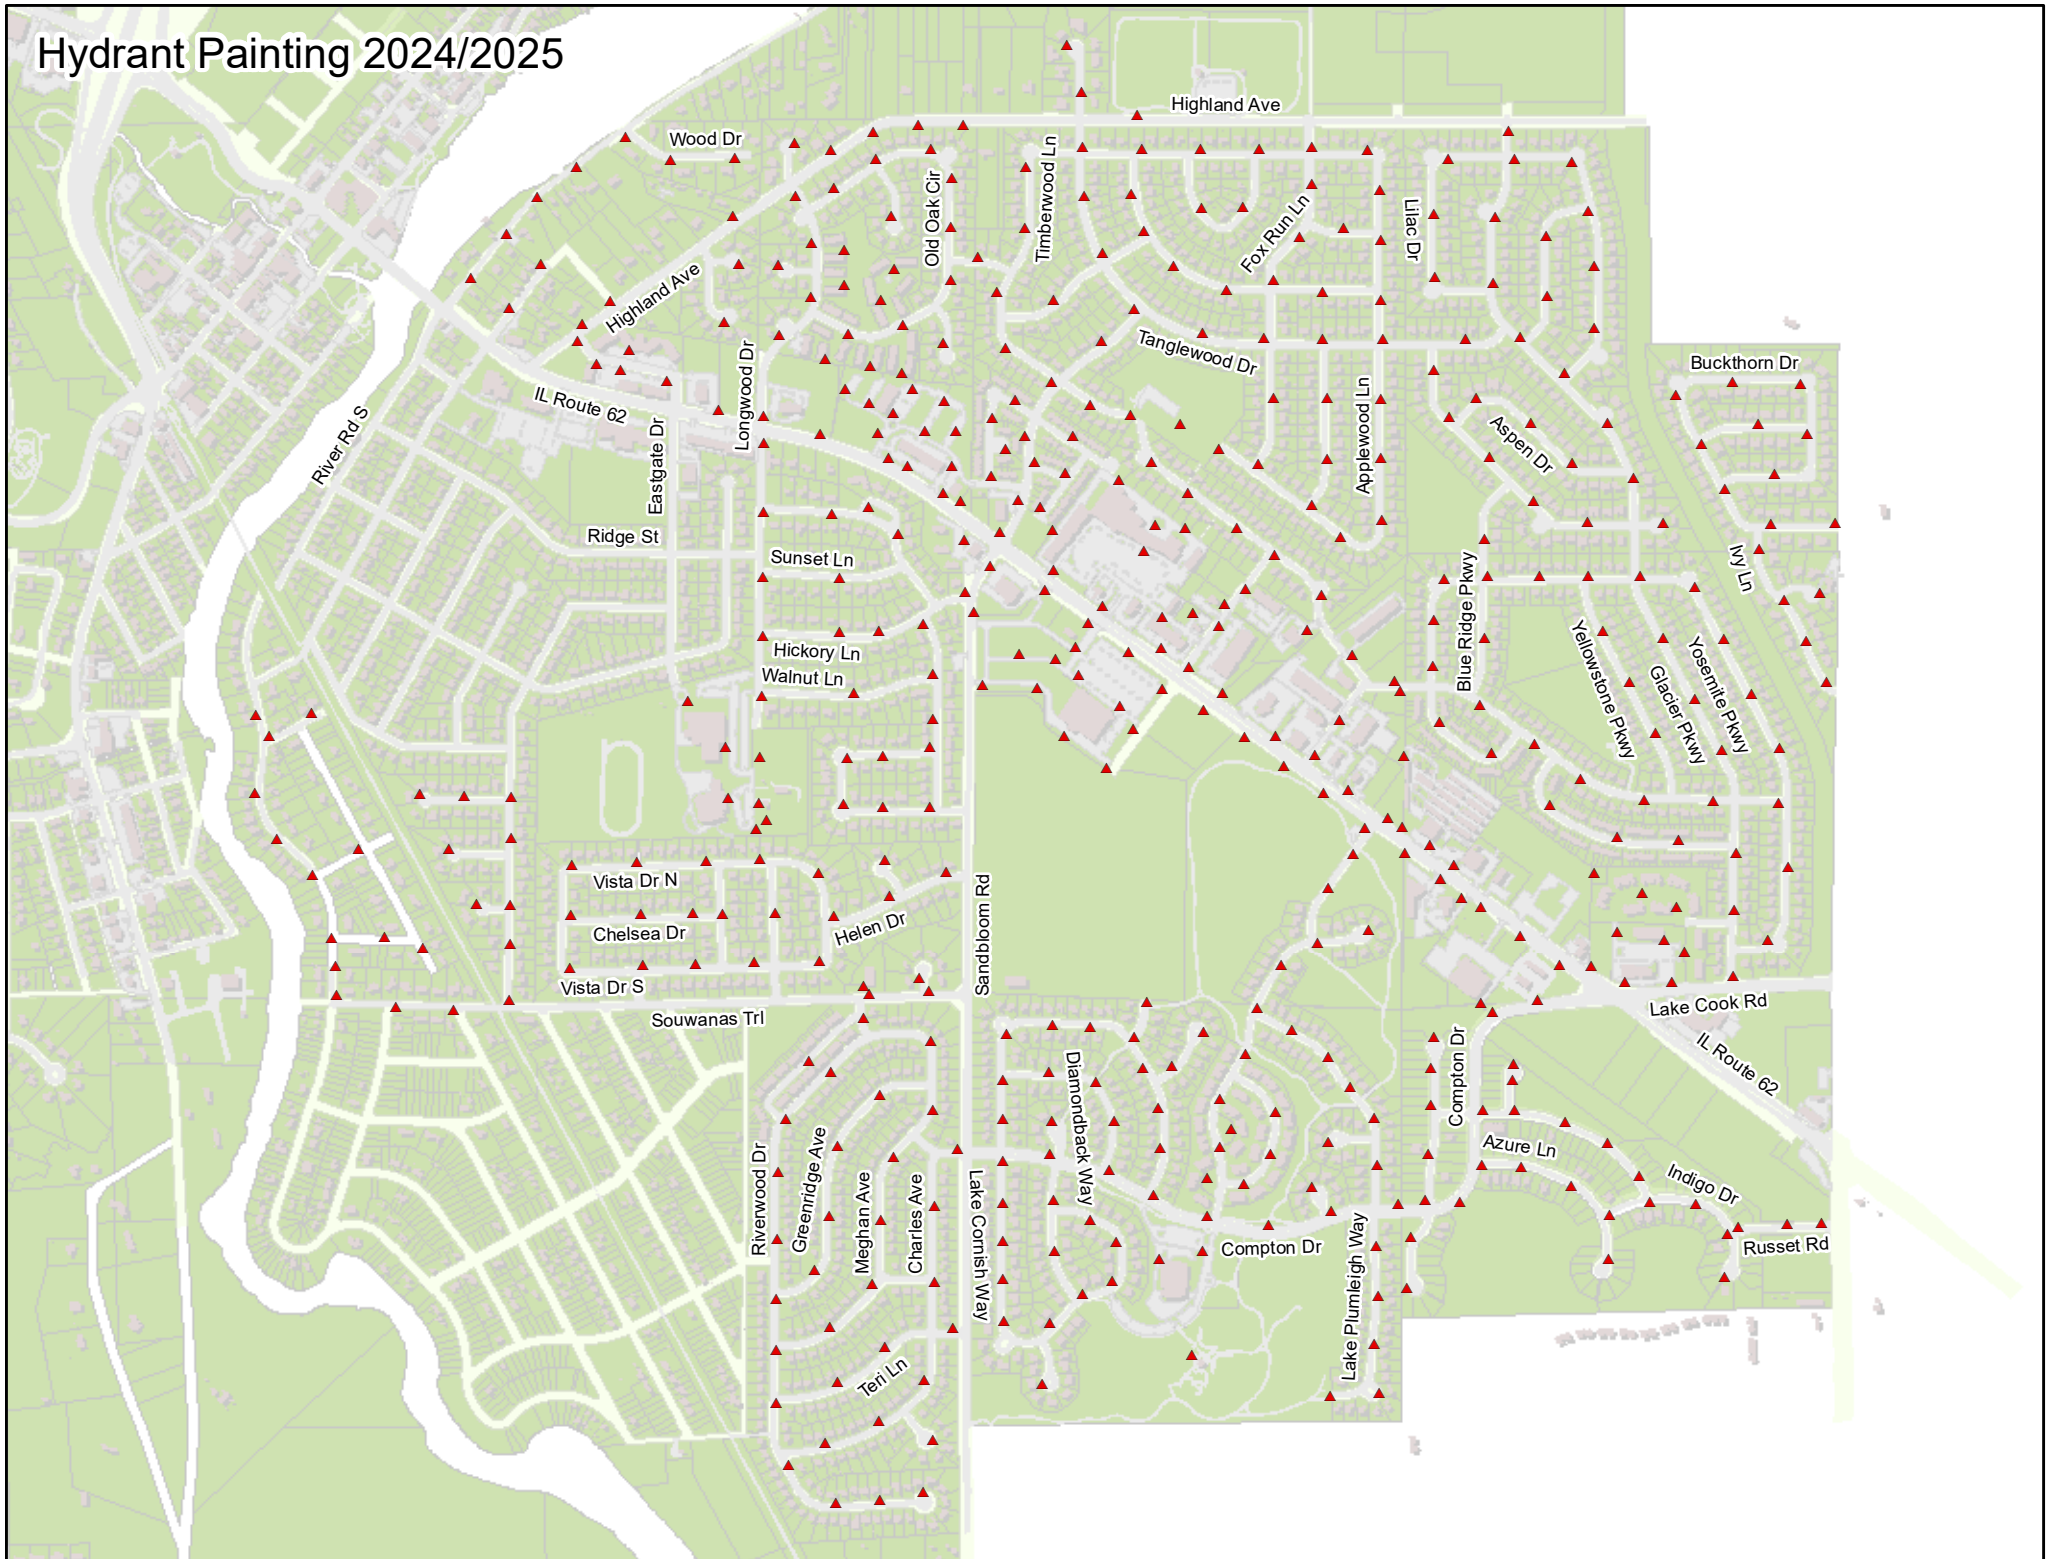 Hydrant Painting 2024/2025
Highland Ave
Wood Dr
Timberwood Ln
Old Oak Cir
Fox Run Ln
Lilac Dr
Highland Ave
Tanglewood Dr
Buckthorn Dr
Longwood Dr
IL Route 62
River Rd S
Eastgate Dr
Applewood Ln
Aspen Dr
Ridge St
Sunset Ln
Ivy Ln
Blue Ridge Pkwy
Hickory Ln
Walnut Ln
Yellowstone Pkwy
Glacier Pkwy
Yosemite Pkwy
Vista Dr N
Chelsea Dr
Helen Dr
Sandbloom Rd
Vista Dr S
Souwanas Trl
Lake Cook Rd
IL Route 62
Compton Dr
Diamondback Way
Azure Ln
Indigo Dr
Riverwood Dr
Greenridge Ave
Meghan Ave
Charles Ave
Lake Cornish Way
Compton Dr
Russet Rd
Lake Plumleigh Way
Teri Ln